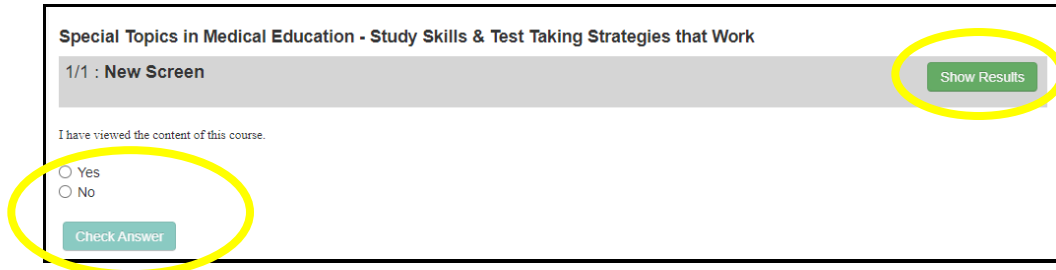 Special Topics in Medical Education - Study Skills & Test Taking Strategies that Work
1/1 : New Screen
Show Results
I have viewed the content of this course.
Yes
No
Check Answer